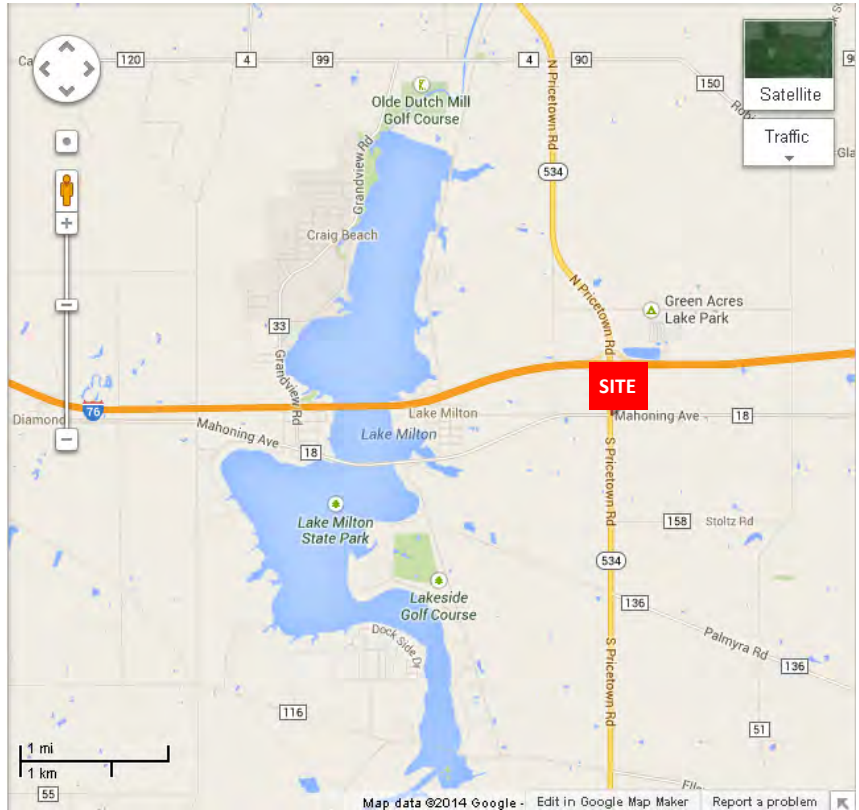 120
4
99
4
90
150
Satellite
Traffic
Olde Dutch Mill
Golf Course
Grandview Rd
N Pricetown Rd
534
Craig Beach
N Pricetown Rd
Green Acres
Lake Park
33
Grandview Rd
SITE
76
Diamond
Lake Milton
Mahoning Ave
18
Mahoning Ave
Lake Milton
18
S Pricetown Rd
Lake Milton
State Park
158
Stoltz Rd
534
Lakeside
Golf Course
136
Palmyra Rd
Dock Side Dr
S Pricetown Rd
136
116
51
1 mi
1 km
55
Map data ©2014 Google -
Edit in Google Map Maker
Report a problem